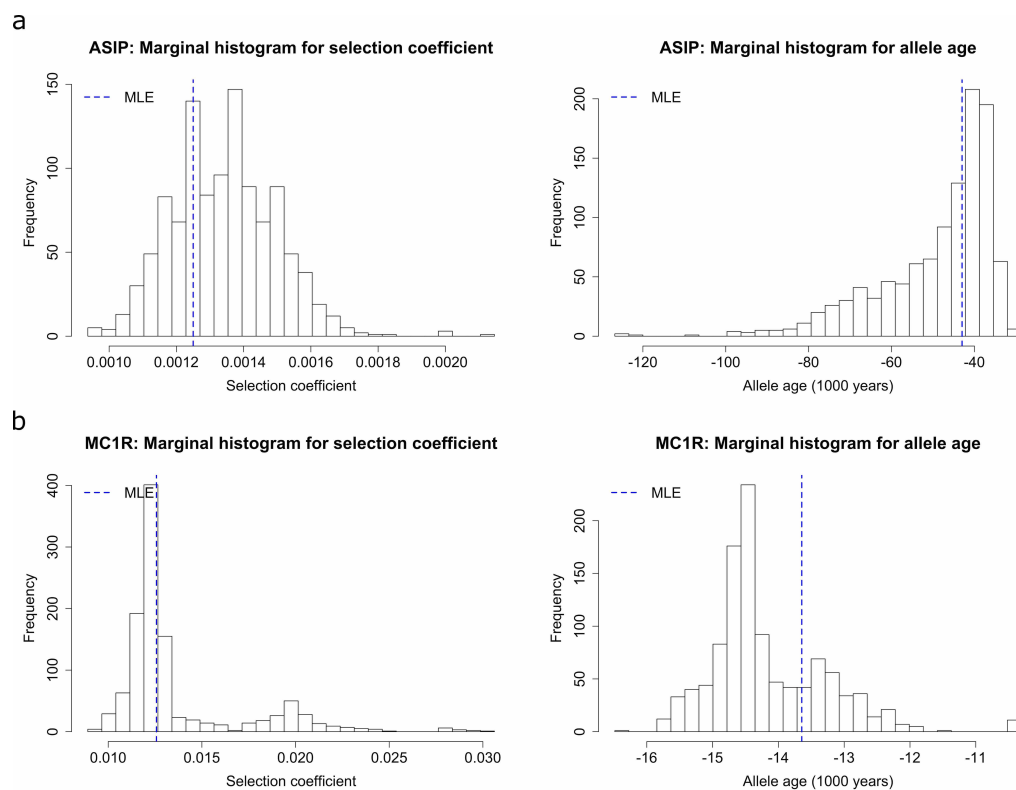 a
ASIP: Marginal histogram for selection coefficient
MLE
Frequency
0
50
100
150
0.0010 0.0012 0.0014 0.0016 0.0018 0.0020
Selection coefficient
ASIP: Marginal histogram for allele age
MLE
Frequency
0
50
100
150
200
-120 -100 -80 -60 -40
Allele age (1000 years)
b
MC1R: Marginal histogram for selection coefficient
MLE
Frequency
0
100
200
300
400
0.010 0.015 0.020 0.025 0.030
Selection coefficient
MC1R: Marginal histogram for allele age
MLE
Frequency
0
50
100
150
200
-16 -15 -14 -13 -12 -11
Allele age (1000 years)